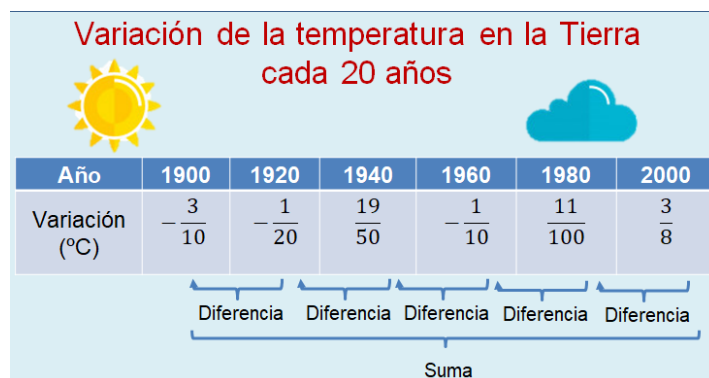 Variación de la temperatura en la Tierra
cada 20 años
Año 1900 1920 1940 1960 1980 2000
Variación (ºC) −3/10 −1/20 19/50 −1/10 11/100 3/8
Diferencia Diferencia Diferencia Diferencia Diferencia
Suma